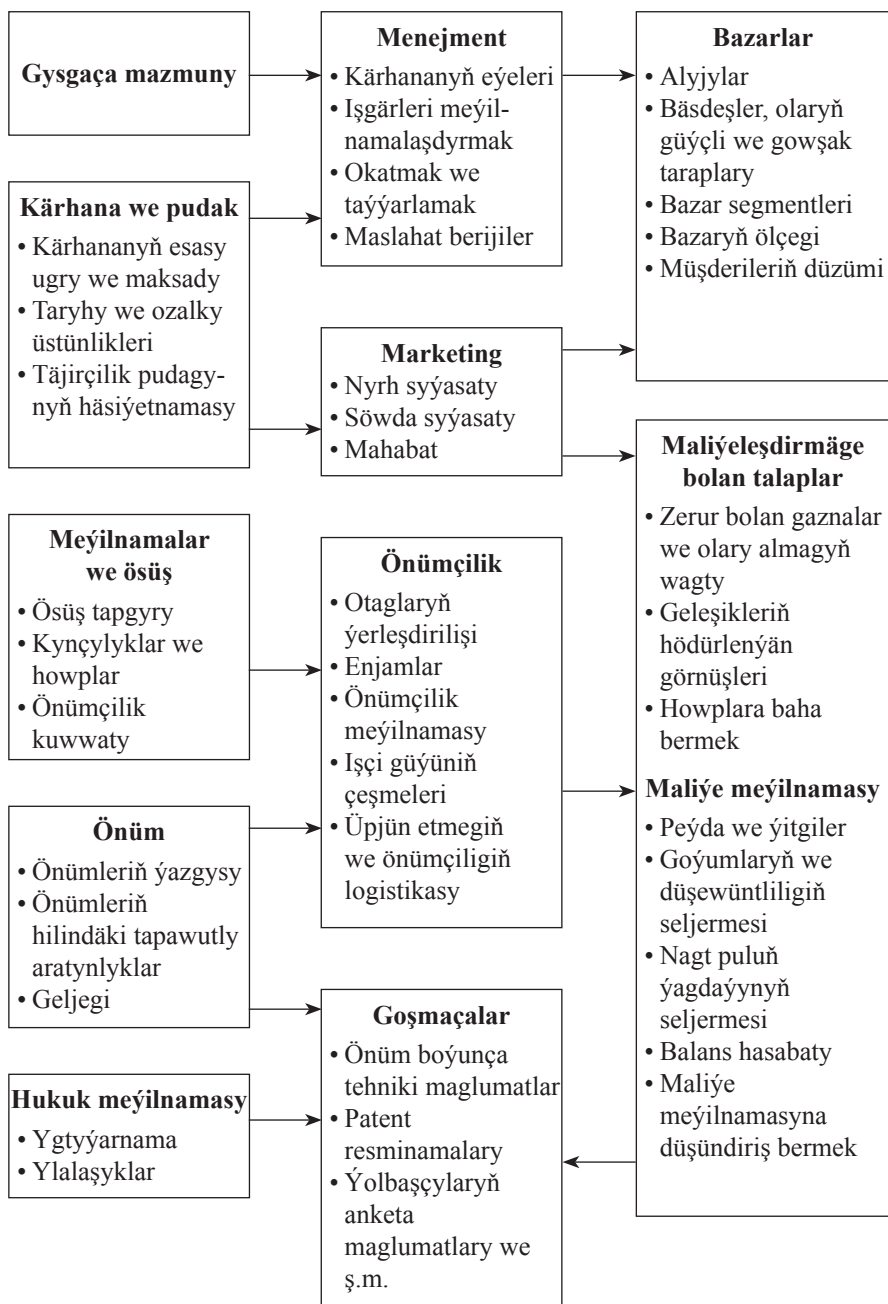 Gysgaça mazmuny
Kärhana we pudak
• Kärhananyň esasy
ugry we maksady
• Taryhy we ozalky
üstünlikleri
• Täjirçilik pudagy-
nyň häsiýetnamasy
Meýilnamalar
we ösüş
• Ösüş tapgyry
• Kynçylyklar we
howplar
• Önümçilik
kuwwaty
Önüm
• Önümleriň ýazgysy
• Önümleriň
hilindäki tapawutly
aratynlyklar
• Geljegi
Hukuk meýilnamasy
• Ygtyýarnama
• Ylalaşyklar
Menejment
• Kärhananyň eýeleri
• Işgärleri meýil-
namalaşdyrmak
• Okatmak we
taýýarlamak
• Maslahat berijiler
Marketing
• Nyrh syýasaty
• Söwda syýasaty
• Mahabat
Önümçilik
• Otaglaryň
ýerleşdirilişi
• Enjamlar
• Önümçilik
meýilnamasy
• Işçi güýüniň
çeşmeleri
• Üpjün etmegiň
we önümçiligiň
logistikasy
Goşmaçalar
• Önüm boýunça
tehniki maglumatlar
• Patent
resminamalary
• Ýolbaşçylaryň
anketa
maglumatlary we
ş.m.
Bazarlar
• Alyjylar
• Bäsdeşler, olaryň
güýçli we gowşak
taraplary
• Bazar segmentleri
• Bazaryň ölçegi
• Müşderileriň düzümi
Maliýeleşdirmäge
bolan talaplar
• Zerur bolan gaznalar
we olary almagyň
wagty
• Geleşikleriň
hödürlenýän
görnüşleri
• Howplara baha
bermek
Maliýe meýilnamasy
• Peýda we ýitgiler
• Goýumlaryň we
düşewüntliligiň
seljermesi
• Nagt puluň
ýagdaýynyň
seljermesi
• Balans hasabaty
• Maliýe
meýilnamasyna
düşündiriş bermek